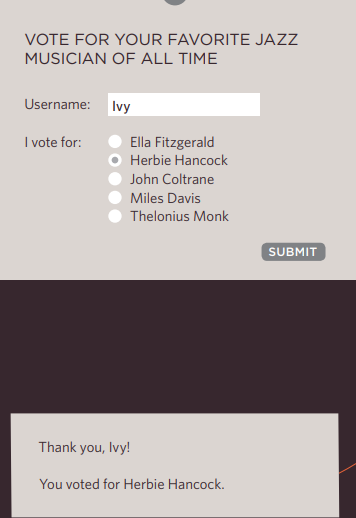 VOTE FOR YOUR FAVORITE JAZZ
MUSICIAN OF ALL TIME
Username: Ivy
I vote for: Ella Fitzgerald
Herbie Hancock
John Coltrane
Miles Davis
Thelonius Monk
SUBMIT
Thank you, Ivy!
You voted for Herbie Hancock.